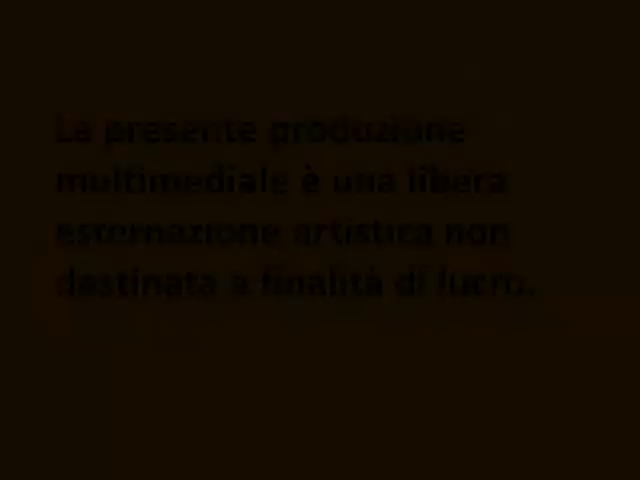 La presente produzione
multimediale è una libera
esternazione artistica non
destinata a finalità di lucro.